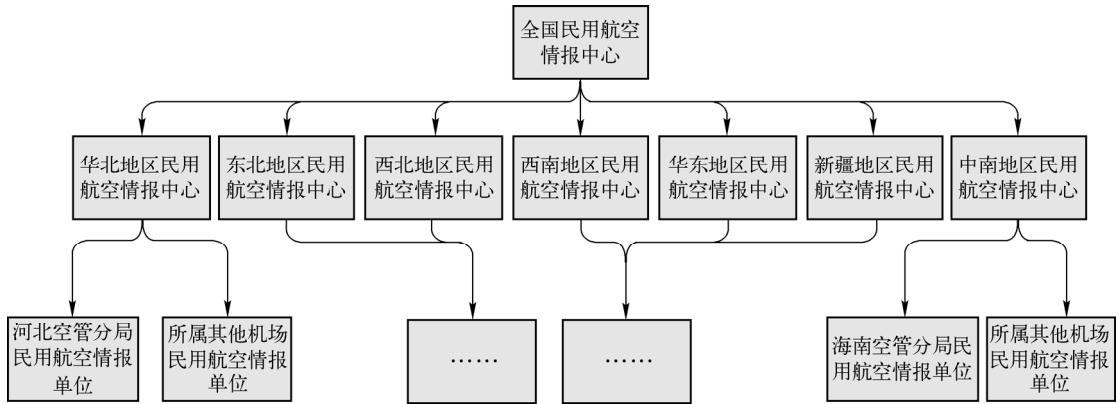 全国民用航空
情报中心
华北地区民用
航空情报中心
东北地区民用
航空情报中心
西北地区民用
航空情报中心
西南地区民用
航空情报中心
华东地区民用
航空情报中心
新疆地区民用
航空情报中心
中南地区民用
航空情报中心
河北空管分局
民用航空情报
单位
所属其他机场
民用航空情报
单位
……
……
海南空管分局民
用航空情报单位
所属其他机场
民用航空情报
单位